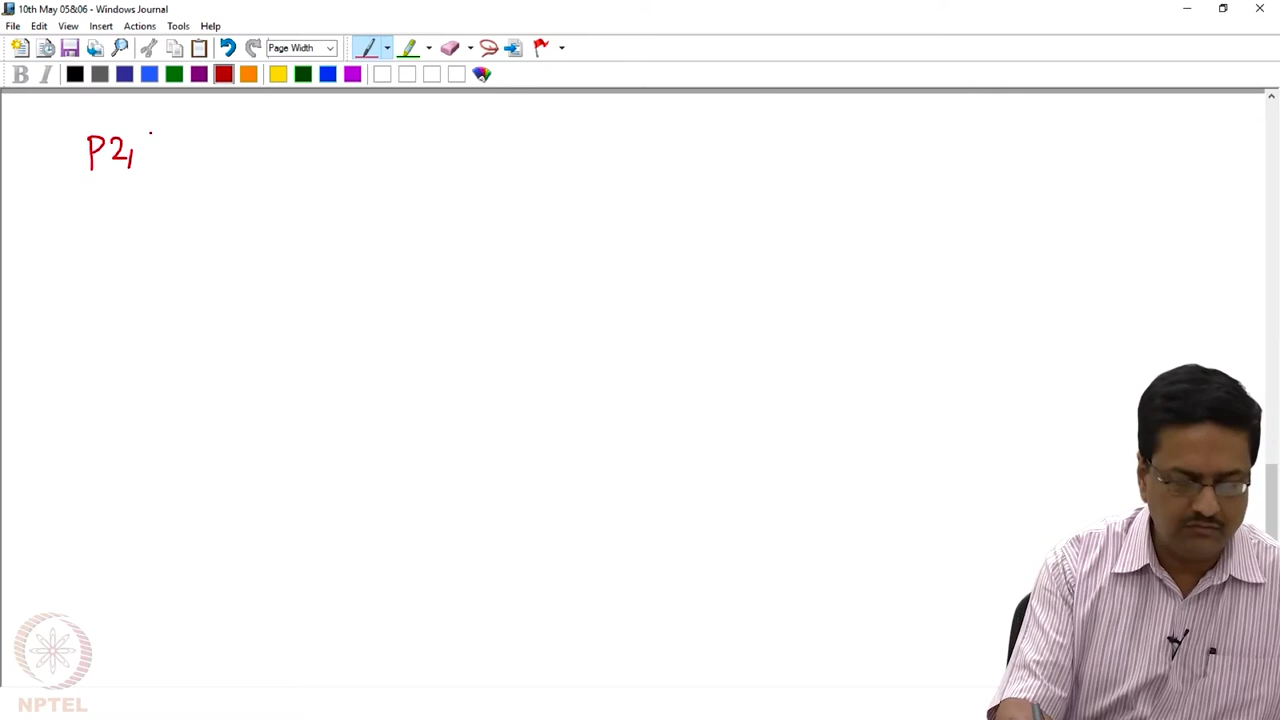 10th May 05&06 - Windows Journal
File Edit View Insert Actions Tools Help
Page Width
B I
P2,
NPTEL